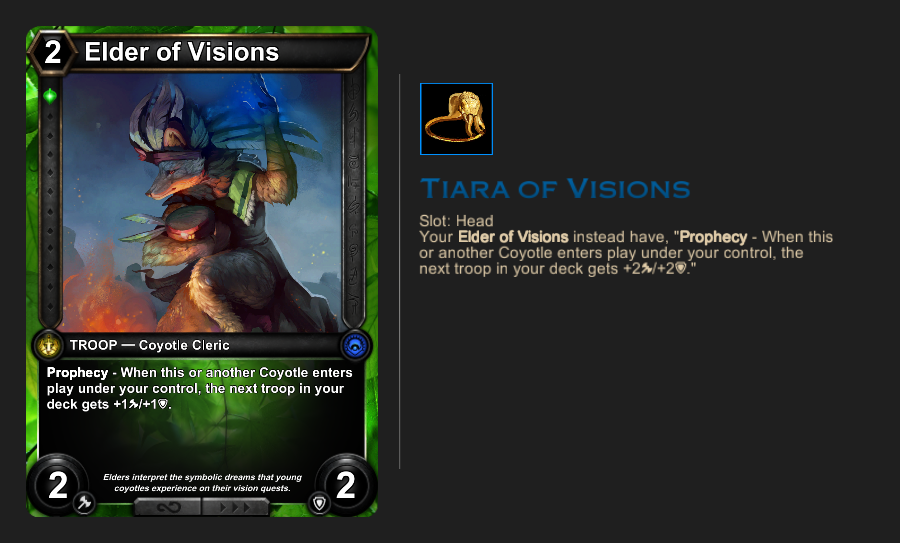 2 Elder of Visions
TROOP — Coyotle Cleric
Prophecy - When this or another Coyotle enters
play under your control, the next troop in your
deck gets +1/+1.
Elders interpret the symbolic dreams that young
coyotles experience on their vision quests.
2 2
TIARA OF VISIONS
Slot: Head
Your Elder of Visions instead have, "Prophecy - When this
or another Coyotle enters play under your control, the
next troop in your deck gets +2/+2."